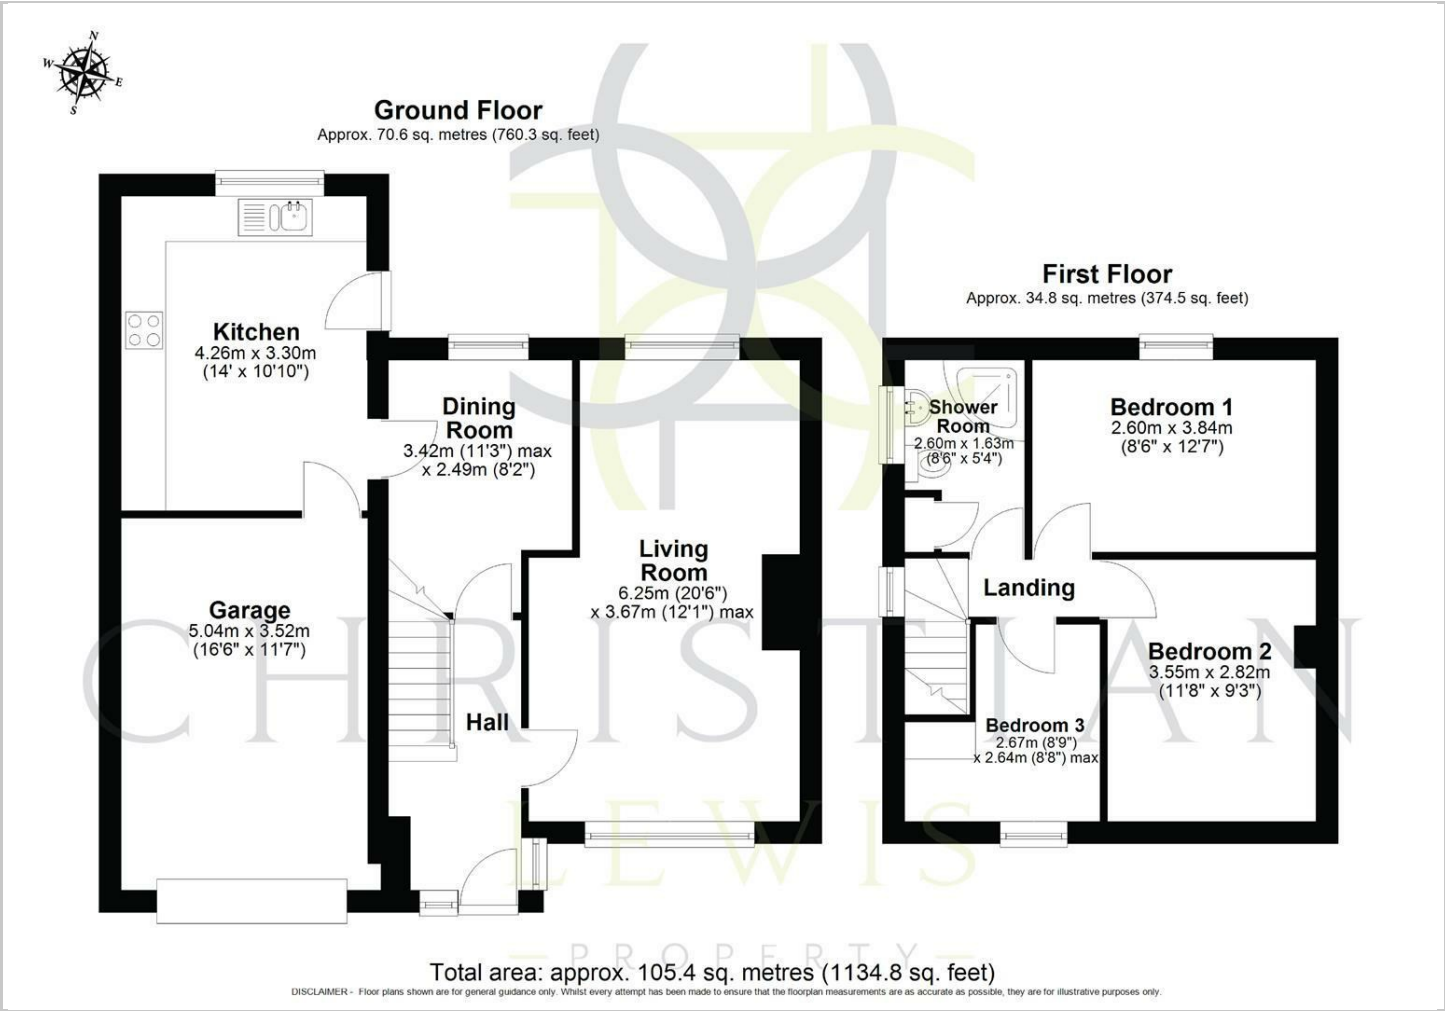 N
W
E
S
Ground Floor
Approx. 70.6 sq. metres (760.3 sq. feet)
First Floor
Approx. 34.8 sq. metres (374.5 sq. feet)
Kitchen
4.26m x 3.30m
(14' x 10'10")
Dining
Room
3.42m (11'3") max
x 2.49m (8'2")
Living
Room
6.25m (20'6")
x 3.67m (12'1") max
Garage
5.04m x 3.52m
(16'6" x 11'7")
Hall
Shower
Room
2.60m x 1.63m
(8'6" x 5'4")
Bedroom 1
2.60m x 3.84m
(8'6" x 12'7")
Landing
Bedroom 2
3.55m x 2.82m
(11'8" x 9'3")
Bedroom 3
2.67m (8'9")
x 2.64m (8'8") max
CHRISTIAN
LEWIS
PROPERTY
Total area: approx. 105.4 sq. metres (1134.8 sq. feet)
DISCLAIMER - Floor plans shown are for general guidance only. Whilst every attempt has been made to ensure that the floorplan measurements are as accurate as possible, they are for illustrative purposes only.